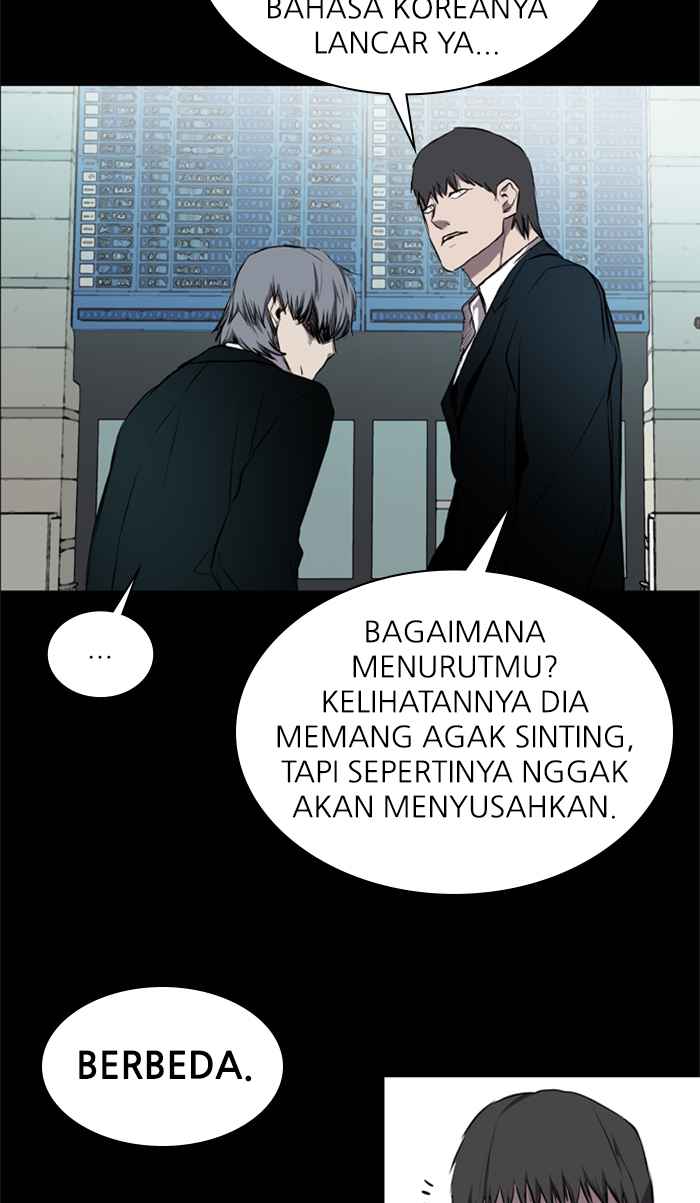 BAHASA KOREANYA
LANCAR YA...
...
BAGAIMANA
MENURUTMU?
KELIHATANNYA DIA
MEMANG AGAK SINTING,
TAPI SEPERTINYA NGGAK
AKAN MENYUSAHKAN.
BERBEDA.